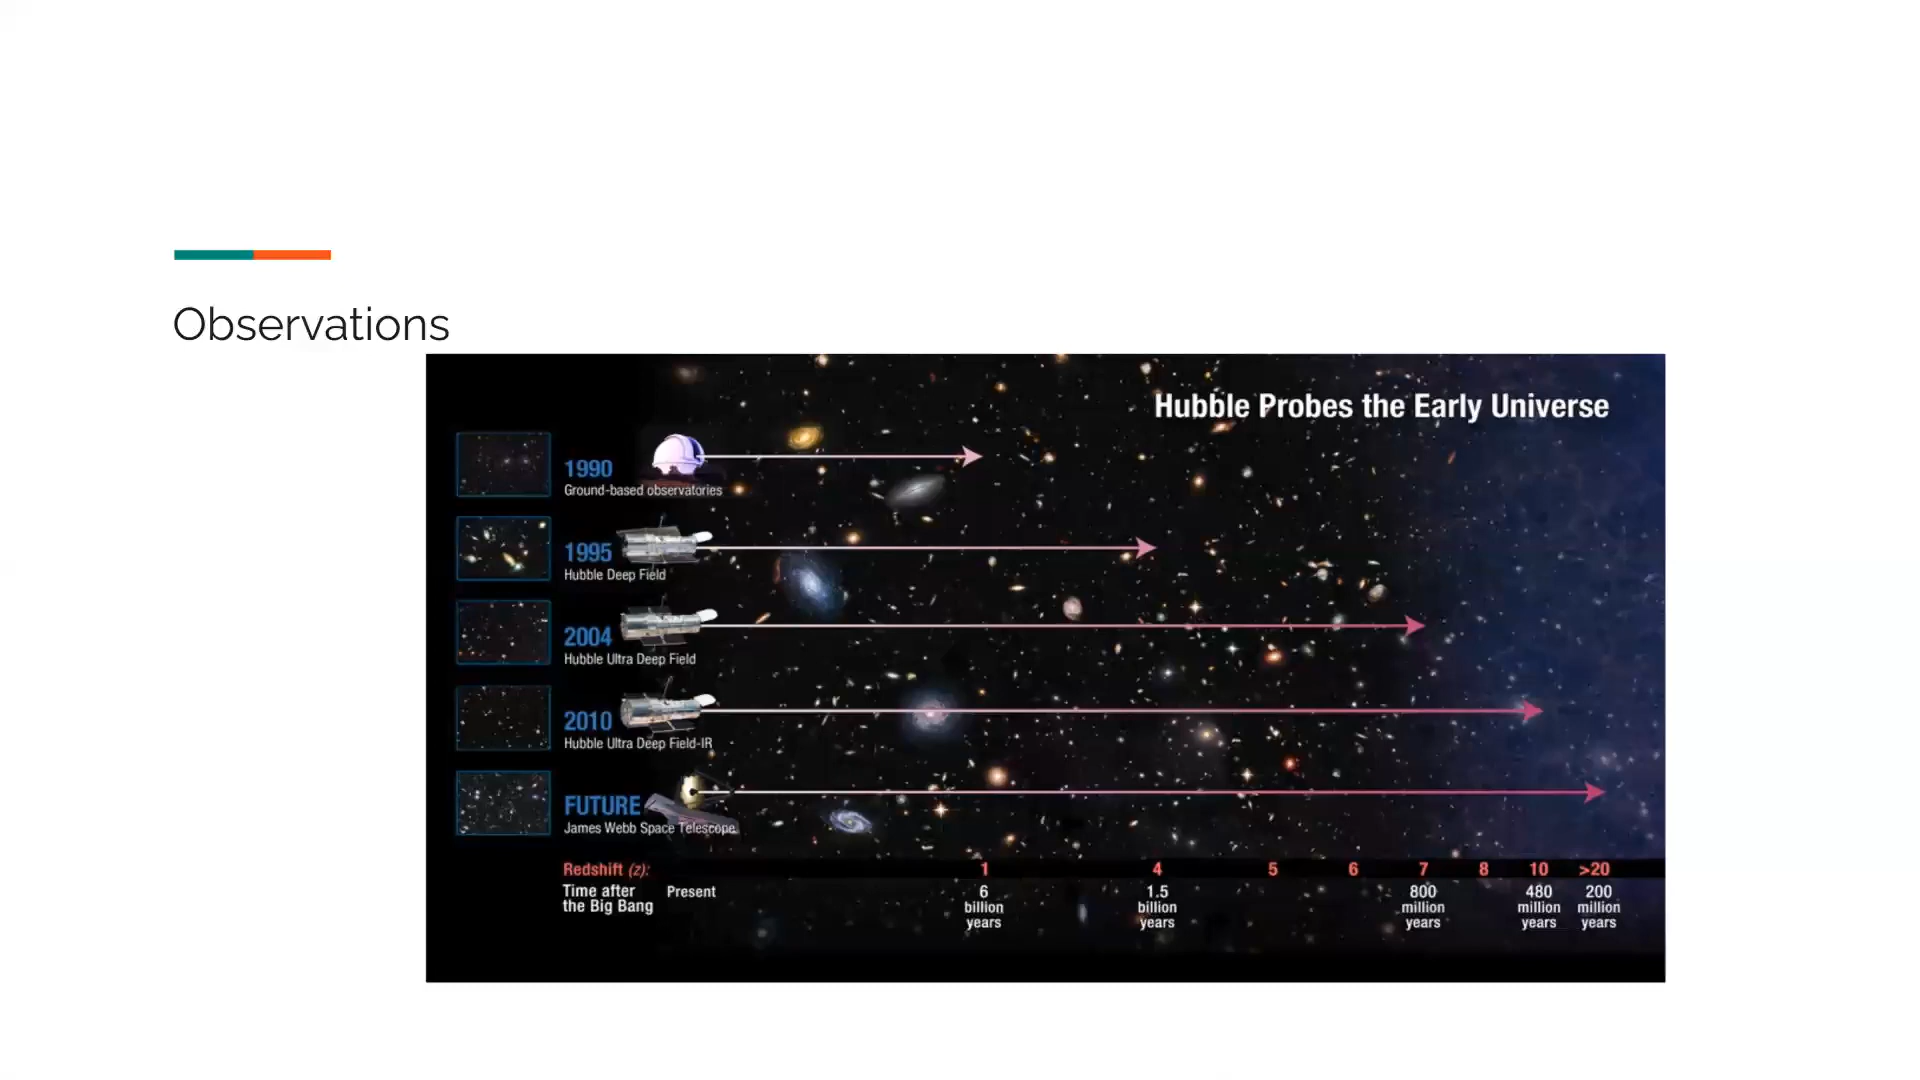 Observations
Hubble Probes the Early Universe
1990
Ground-based observatories
1995
Hubble Deep Field
2004
Hubble Ultra Deep Field
2010
Hubble Ultra Deep Field-IR
FUTURE
James Webb Space Telescope
Redshift (z): 1 4 5 6 7 8 10 >20
Time after Present 6 1.5 800 480 200
the Big Bang billion billion million million million
years years years years years